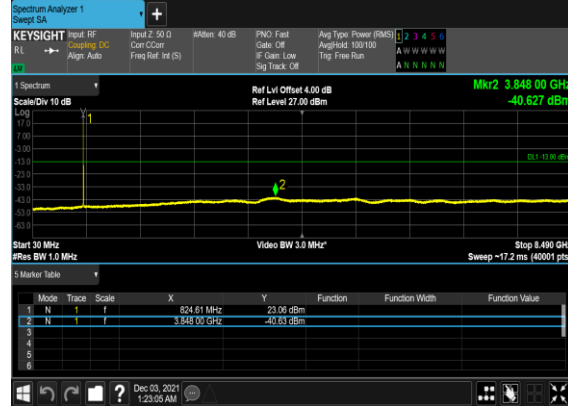 Spectrum Analyzer 1
Swept SA
+
KEYSIGHT Input: RF Input Z: 50 Ω #Atten: 40 dB PNO: Fast Avg Type: Power (RMS) 1 2 3 4 5 6
RL Coupling: DC Corr CCorr Gate: Off Avg|Hold: 100/100 A W W W W W
Align: Auto Freq Ref: Int (S) IF Gain: Low Trig: Free Run
Sig Track: Off A N N N N N
LXI
1 Spectrum Ref Lvl Offset 4.00 dB Mkr2 3.848 00 GHz
Scale/Div 10 dB Ref Level 27.00 dBm -40.627 dBm
Log
17.0 1
7.00
-3.00
-13.0 DL1 -13.00 dBm
-23.0
-33.0 2
-43.0
-53.0
-63.0
Start 30 MHz Video BW 3.0 MHz* Stop 8.490 GHz
#Res BW 1.0 MHz Sweep ~17.2 ms (40001 pts)
5 Marker Table
Mode Trace Scale X Y Function Function Width Function Value
1 N 1 f 824.61 MHz 23.06 dBm
2 N 1 f 3.848 00 GHz -40.63 dBm
3
4
5
6
? Dec 03, 2021
1:23:05 AM